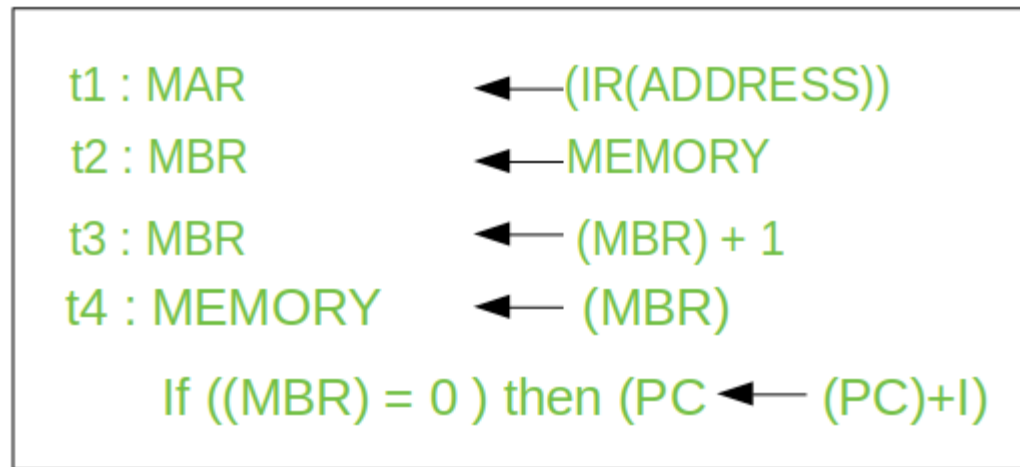 t1 : MAR ← (IR(ADDRESS))
t2 : MBR ← MEMORY
t3 : MBR ← (MBR) + 1
t4 : MEMORY ← (MBR)
If ((MBR) = 0 ) then (PC ← (PC)+I)